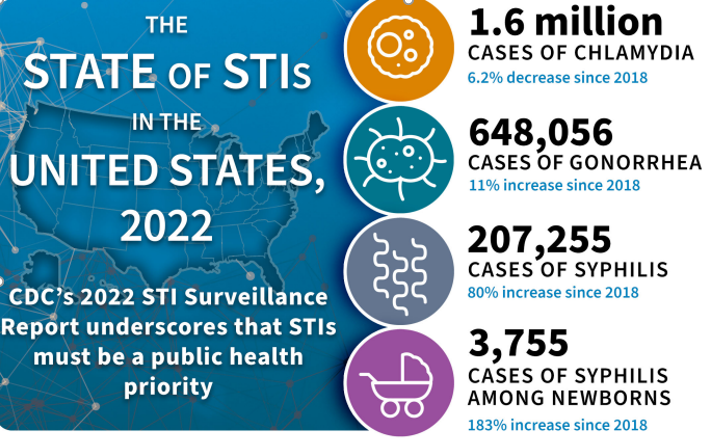 THE
STATE OF STIs
IN THE
UNITED STATES,
2022
CDC's 2022 STI Surveillance
Report underscores that STIs
must be a public health
priority
1.6 million
CASES OF CHLAMYDIA
6.2% decrease since 2018
648,056
CASES OF GONORRHEA
11% increase since 2018
207,255
CASES OF SYPHILIS
80% increase since 2018
3,755
CASES OF SYPHILIS
AMONG NEWBORNS
183% increase since 2018